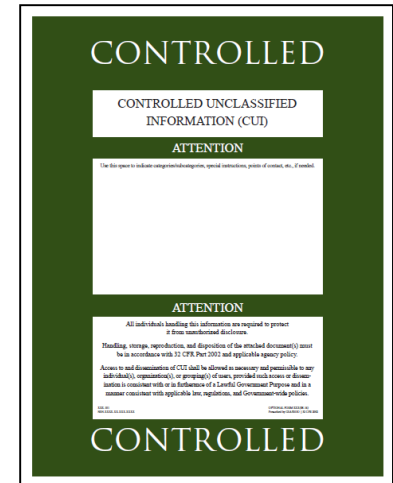 CONTROLLED
CONTROLLED UNCLASSIFIED
INFORMATION (CUI)
ATTENTION
Use this space to indicate categories/subcategories, special instructions, points of contact, etc., if needed.
ATTENTION
All individuals handling this information are required to protect
it from unauthorized disclosure.
Handling, storage, reproduction, and disposition of the attached document(s) must
be in accordance with 32 CFR Part 2002 and applicable agency policy.
Access to and dissemination of CUI shall be allowed as necessary and permissible to any
individual(s), organization(s), or grouping(s) of users, provided such access or dissem-
ination is consistent with or in furtherance of a Lawful Government Purpose and in a
manner consistent with applicable law, regulations, and Government-wide policies.
CONTROLLED